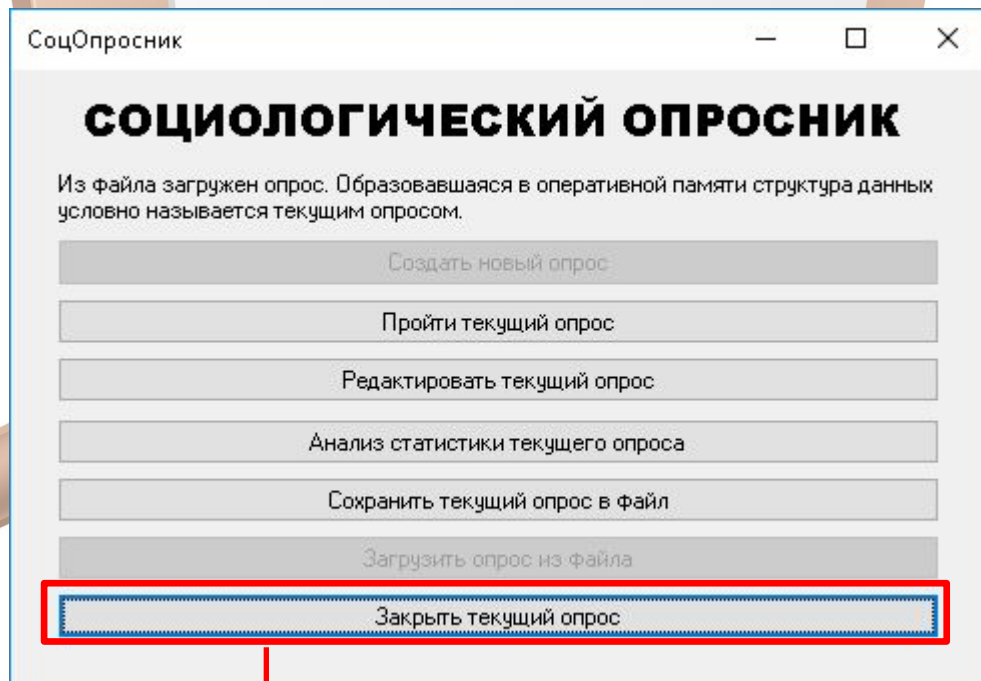 СоцОпросник
СОЦИОЛОГИЧЕСКИЙ ОПРОСНИК
Из файла загружен опрос. Образовавшаяся в оперативной памяти структура данных
условно называется текущим опросом.
Создать новый опрос
Пройти текущий опрос
Редактировать текущий опрос
Анализ статистики текущего опроса
Сохранить текущий опрос в файл
Загрузить опрос из файла
Закрыть текущий опрос